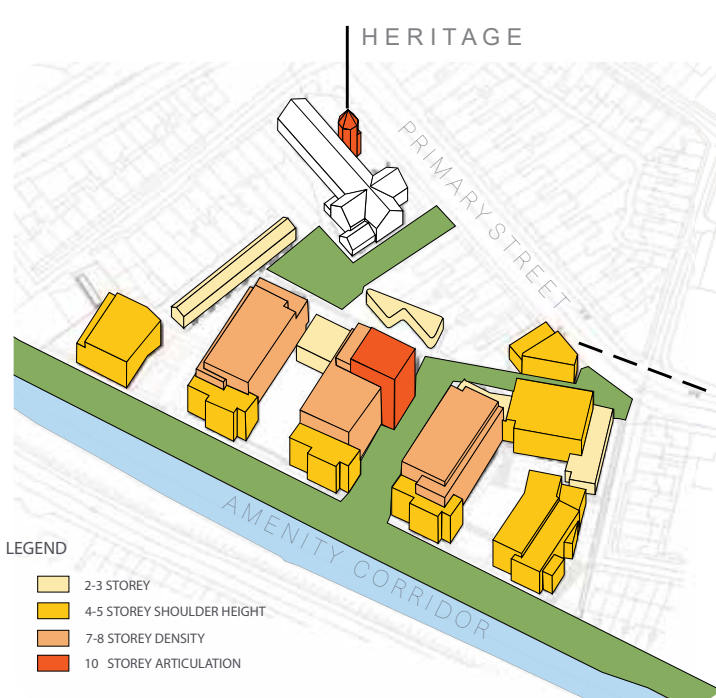 HERITAGE
PRIMARY STREET
AMENITY CORRIDOR
LEGEND
2-3 STOREY
4-5 STOREY SHOULDER HEIGHT
7-8 STOREY DENSITY
10 STOREY ARTICULATION